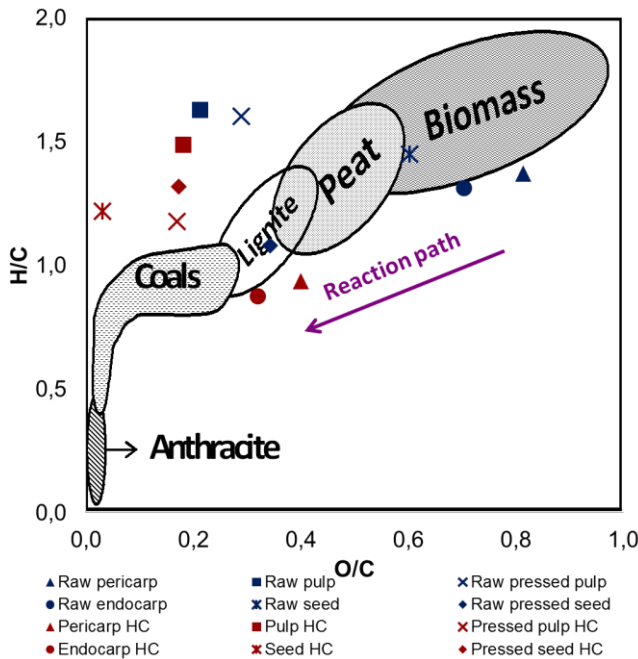 2,0
1,5
1,0
0,5
0,0
H/C
Biomass
Peat
Lignite
Coals
Reaction path
Anthracite
0,0 0,2 0,4 0,6 0,8 1,0
O/C
Raw pericarp Raw pulp Raw pressed pulp
Raw endocarp Raw seed Raw pressed seed
Pericarp HC Pulp HC Pressed pulp HC
Endocarp HC Seed HC Pressed seed HC